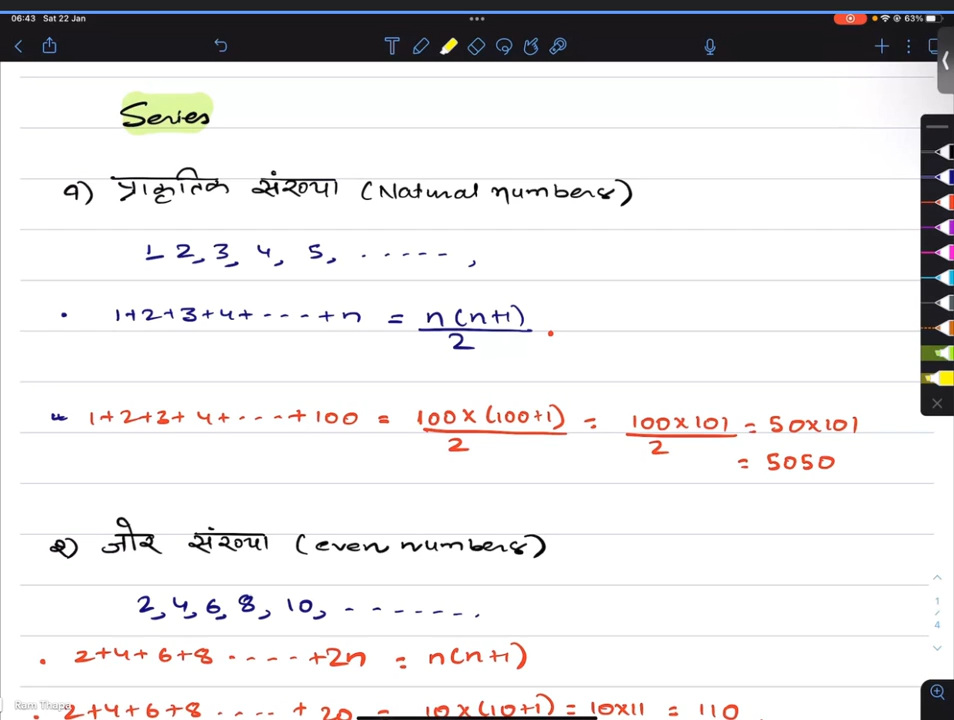 06:43 Sat 22 Jan
63%
T
Series
१) प्राकृतिक संख्या (Natural numbers)
1, 2, 3, 4, 5, ......,
• 1+2+3+4+----+n = n(n+1)/2 .
1+2+3+4+----+100 = 100×(100+1)/2 = 100×101/2 = 50×101
= 5050
२) जोर संख्या (even numbers)
2, 4, 6, 8, 10, -------.
• 2+4+6+8 ..... +2n = n(n+1)
• 2+4+6+8 ..... + 20 = 10×(10+1) = 10×11 = 110
1 / 4
Ram Thapa